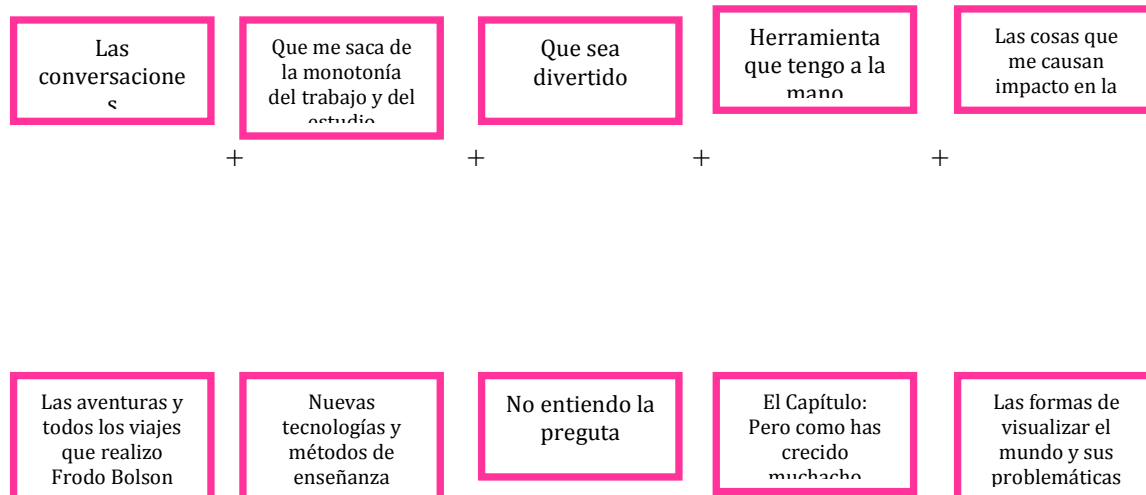 Las
conversacione
s
Que me saca de
la monotonía
del trabajo y del
estudio
Que sea
divertido
Herramienta
que tengo a la
mano
Las cosas que
me causan
impacto en la
+
+
+
+
Las aventuras y
todos los viajes
que realizo
Frodo Bolson
Nuevas
tecnologías y
métodos de
enseñanza
No entiendo la
preguta
El Capítulo:
Pero como has
crecido
muchacho
Las formas de
visualizar el
mundo y sus
problemáticas